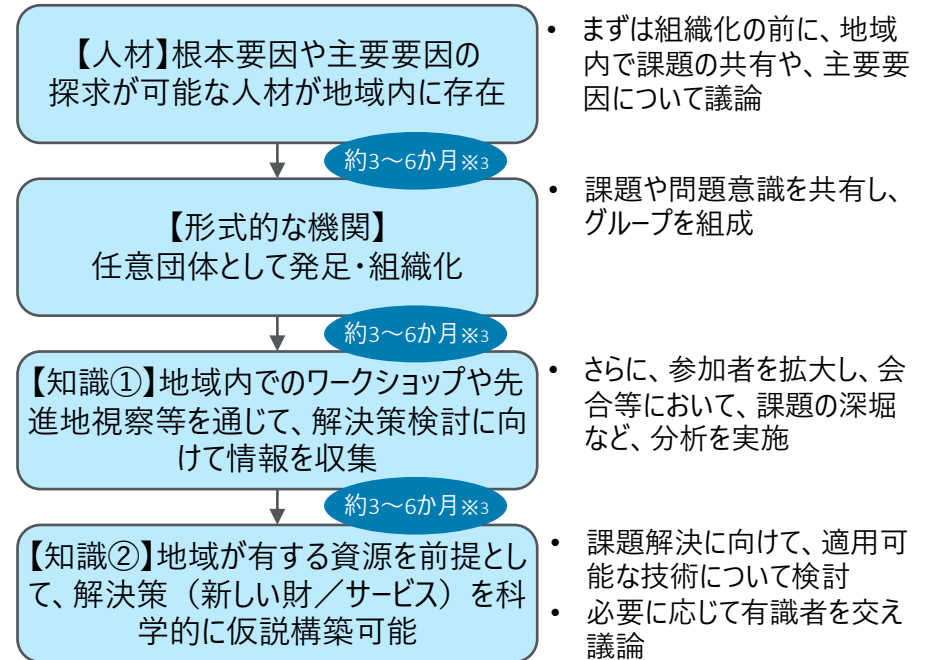 【人材】根本要因や主要要因の
探求が可能な人材が地域内に存在
• まずは組織化の前に、地域
内で課題の共有や、主要要
因について議論
約3～6か月※3
【形式的な機関】
任意団体として発足・組織化
• 課題や問題意識を共有し、
グループを組成
約3～6か月※3
【知識①】地域内でのワークショップや先
進地視察等を通じて、解決策検討に向
けて情報を収集
• さらに、参加者を拡大し、会
合等において、課題の深堀
など、分析を実施
約3～6か月※3
【知識②】地域が有する資源を前提とし
て、解決策（新しい財／サービス）を科
学的に仮説構築可能
• 課題解決に向けて、適用可
能な技術について検討
• 必要に応じて有識者を交え
議論